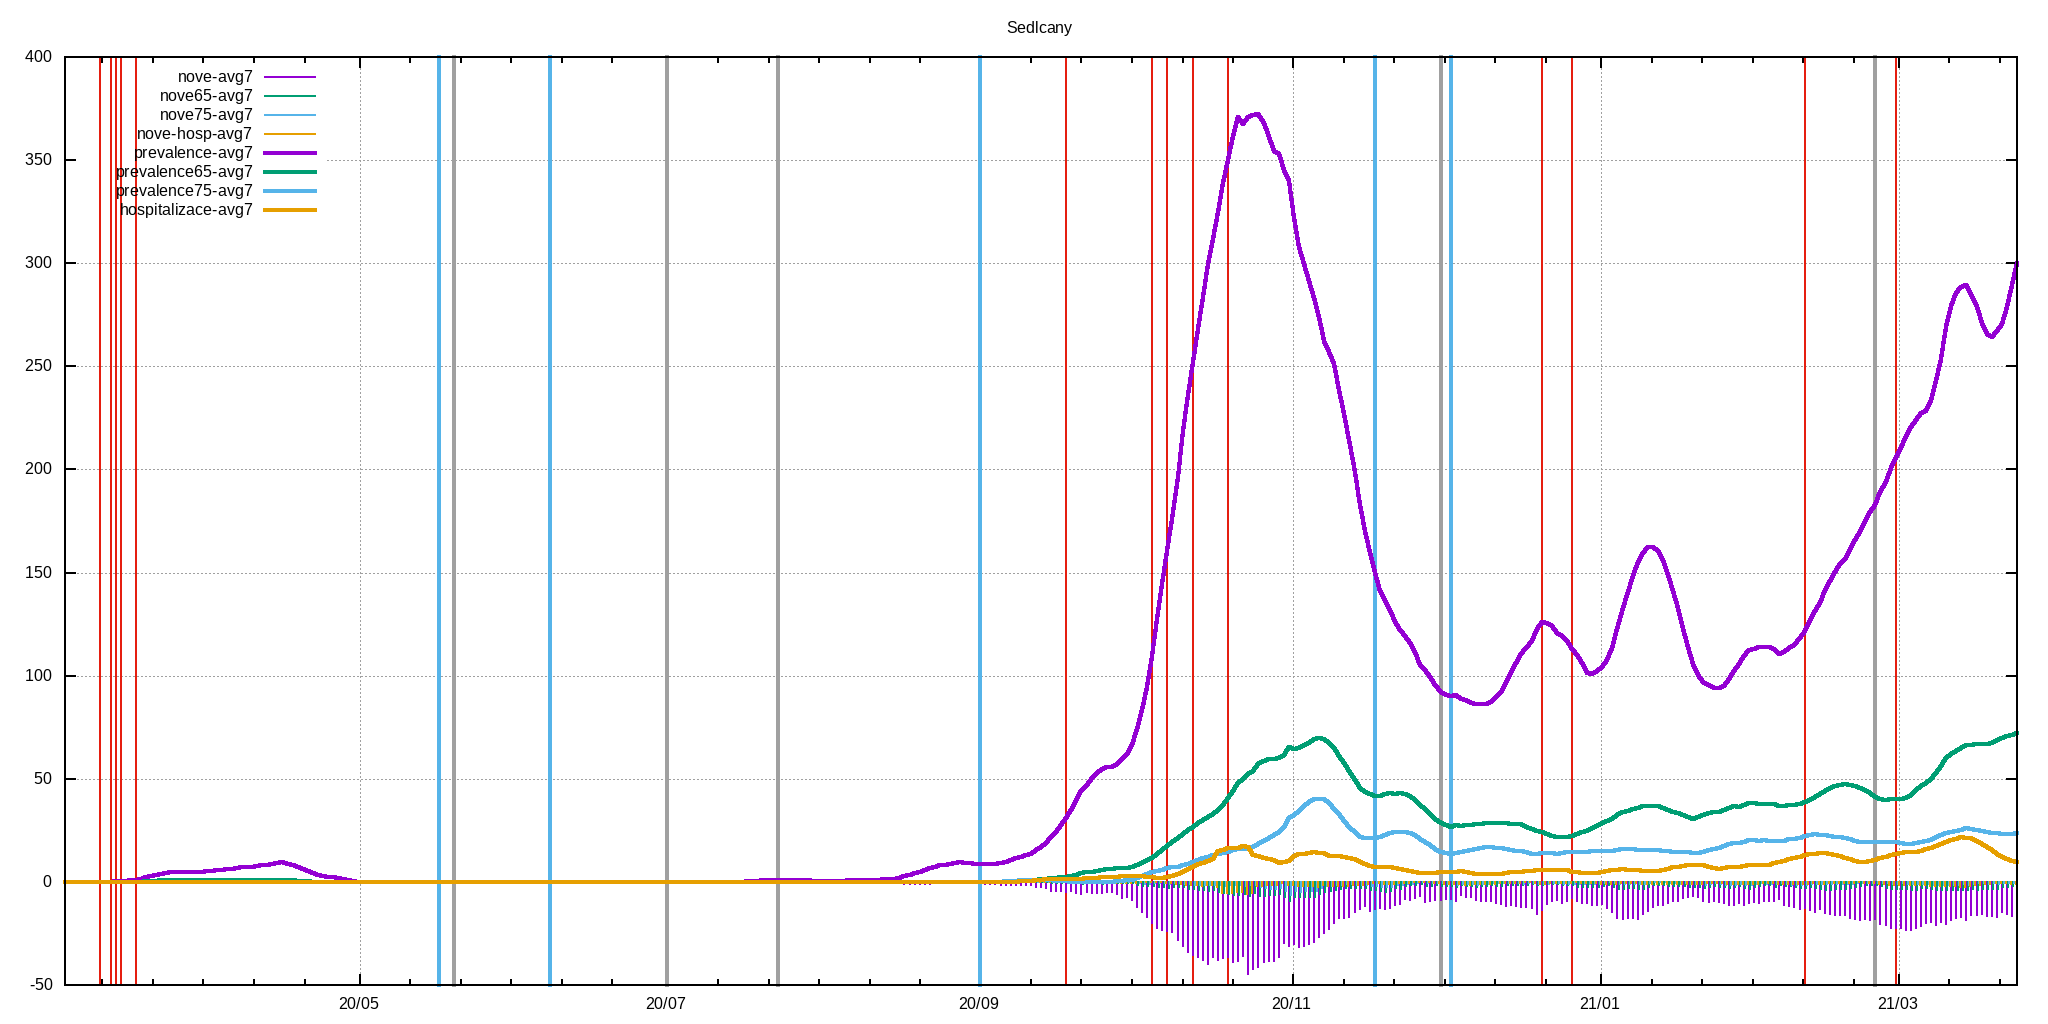 Sedlcany
400
350
300
250
200
150
100
50
0
-50
nove-avg7
nove65-avg7
nove75-avg7
nove-hosp-avg7
prevalence-avg7
prevalence65-avg7
prevalence75-avg7
hospitalizace-avg7
20/05 20/07 20/09 20/11 21/01 21/03